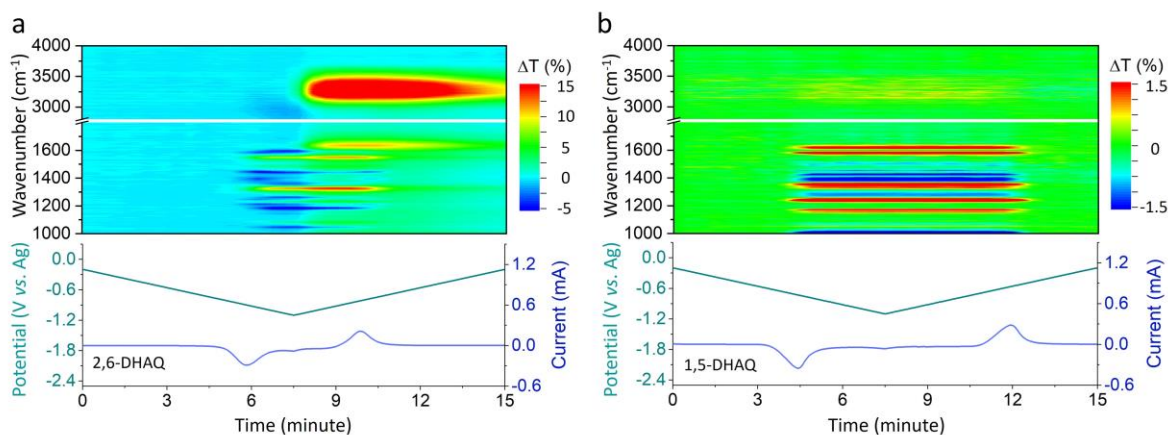 a
4000
3500
3000
1600
1400
1200
1000
Wavenumber (cm⁻¹)
ΔT (%)
15
10
5
0
-5
0.0
-0.6
-1.2
-1.8
-2.4
Potential (V vs. Ag)
1.2
0.6
0.0
-0.6
Current (mA)
2,6-DHAQ
0 3 6 9 12 15
Time (minute)
b
4000
3500
3000
1600
1400
1200
1000
Wavenumber (cm⁻¹)
ΔT (%)
1.5
0
-1.5
0.0
-0.6
-1.2
-1.8
-2.4
Potential (V vs. Ag)
1.2
0.6
0.0
-0.6
Current (mA)
1,5-DHAQ
0 3 6 9 12 15
Time (minute)